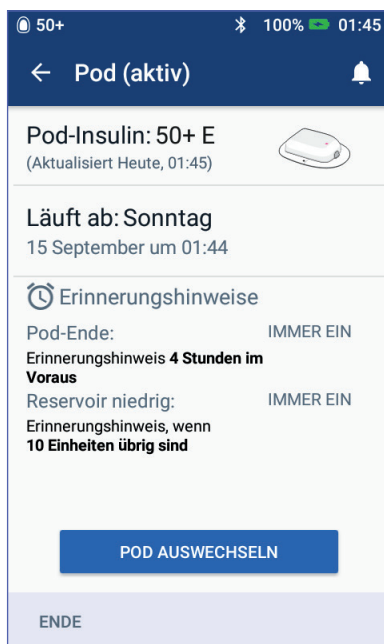 50+ 100% 01:45
Pod (aktiv)
Pod-Insulin: 50+ E
(Aktualisiert Heute, 01:45)
Läuft ab: Sonntag
15 September um 01:44
Erinnerungshinweise
Pod-Ende: IMMER EIN
Erinnerungshinweis 4 Stunden im
Voraus
Reservoir niedrig: IMMER EIN
Erinnerungshinweis, wenn
10 Einheiten übrig sind
POD AUSWECHSELN
ENDE